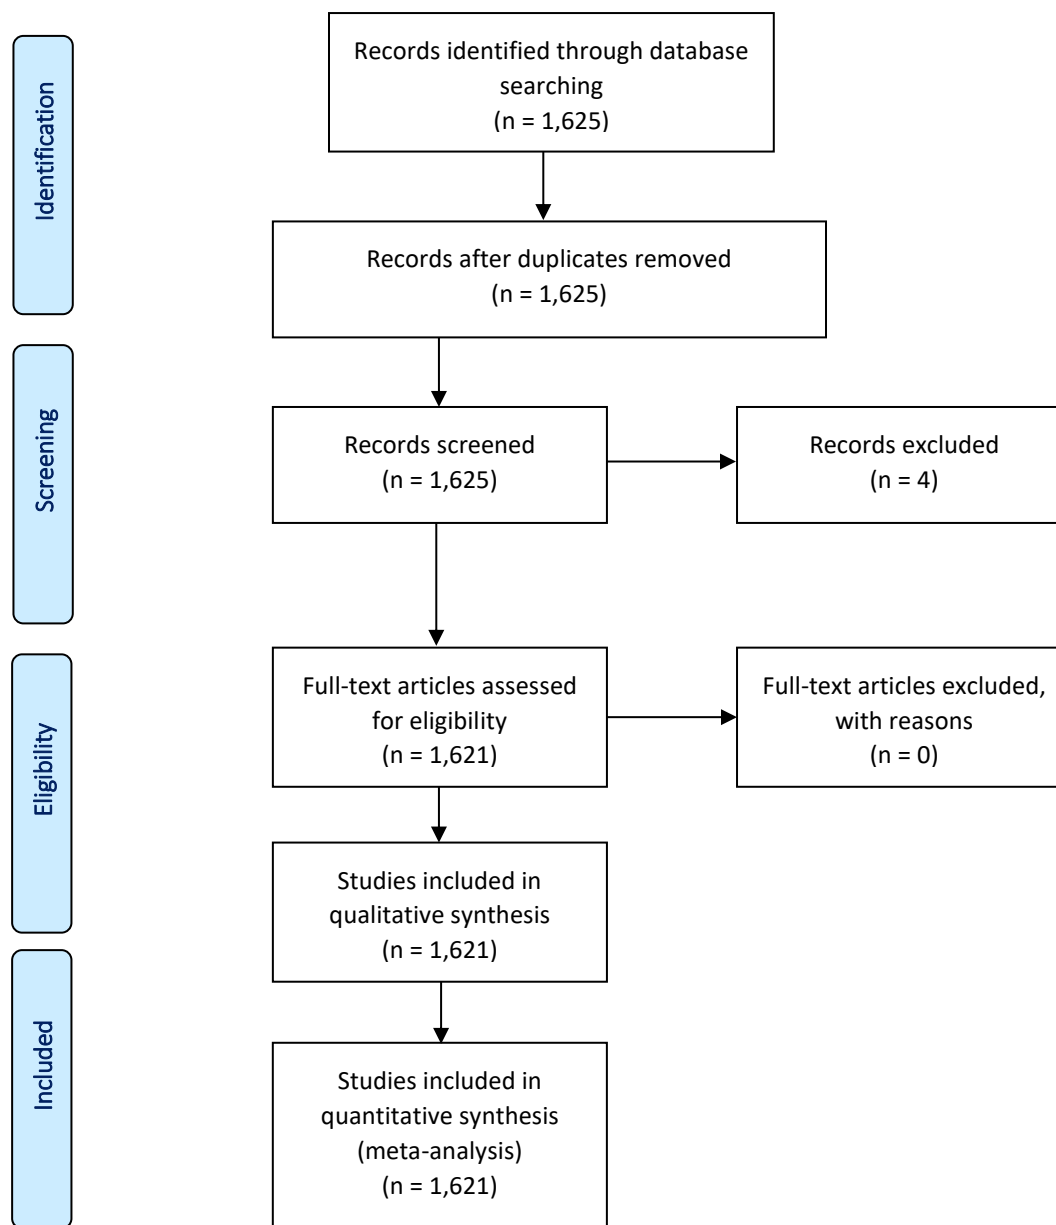 Identification
Records identified through database
searching
(n = 1,625)
Records after duplicates removed
(n = 1,625)
Screening
Records screened
(n = 1,625)
Records excluded
(n = 4)
Eligibility
Full-text articles assessed
for eligibility
(n = 1,621)
Full-text articles excluded,
with reasons
(n = 0)
Studies included in
qualitative synthesis
(n = 1,621)
Included
Studies included in
quantitative synthesis
(meta-analysis)
(n = 1,621)